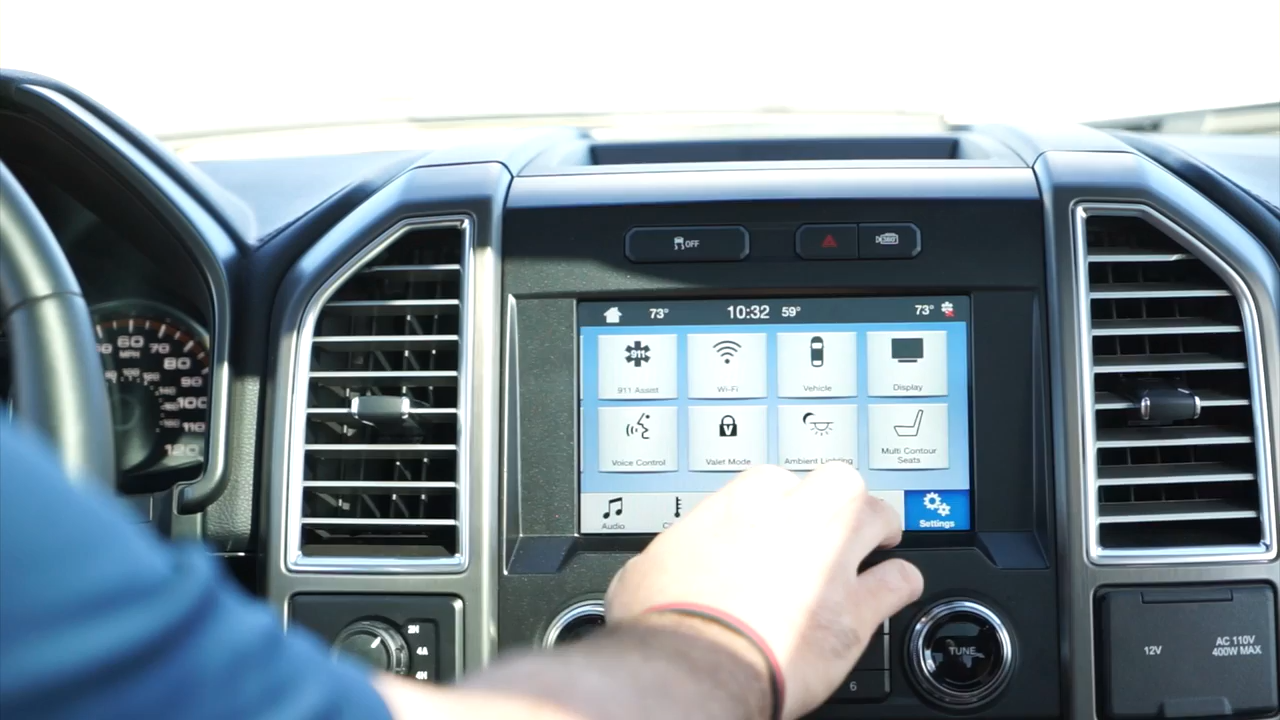 OFF
73° 10:32 59° 73°
911
911 Assist Wi-Fi Vehicle Display
Voice Control Valet Mode Ambient Lighting Multi Contour
Seats
Audio Settings
60
MPH 70
80
90
100
110
120
2H
4A
4H
TUNE
6
12V AC 110V
400W MAX